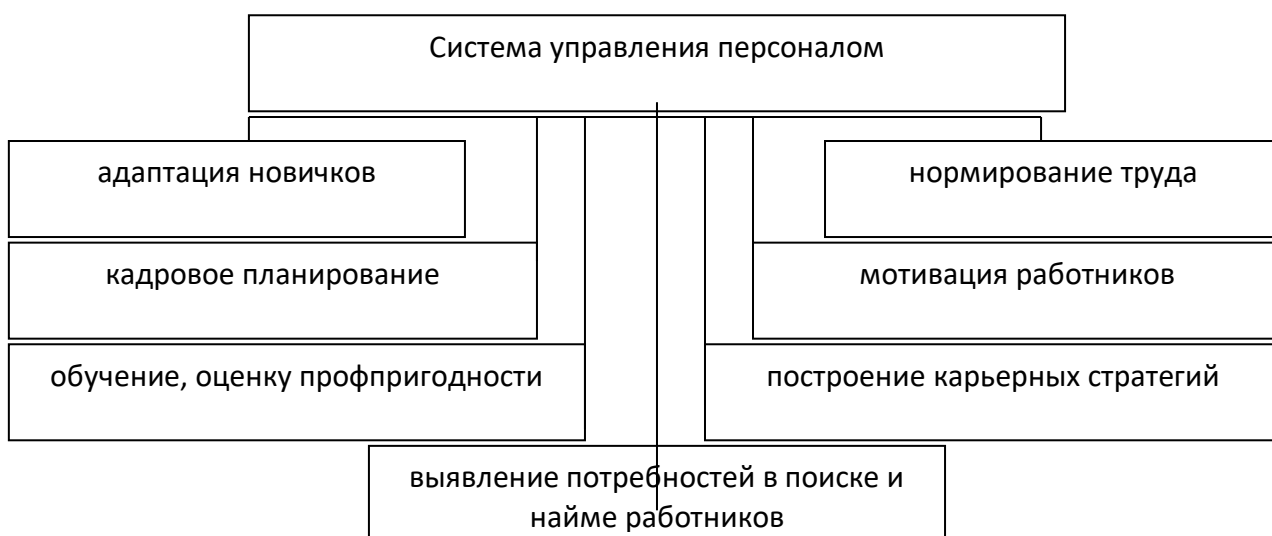 Система управления персоналом
адаптация новичков
нормирование труда
кадровое планирование
мотивация работников
обучение, оценку профпригодности
построение карьерных стратегий
выявление потребностей в поиске и
найме работников